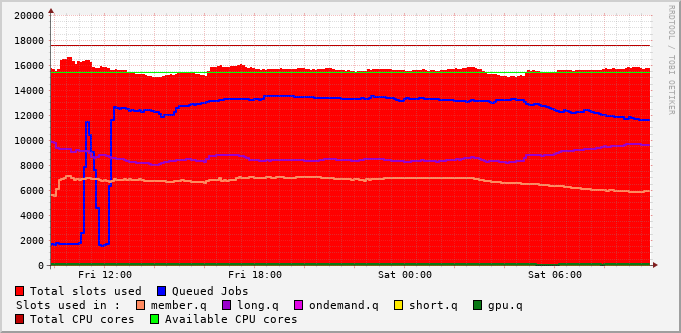 20000
18000
16000
14000
12000
10000
8000
6000
4000
2000
0
Fri 12:00 Fri 18:00 Sat 00:00 Sat 06:00
RRDTOOL / TOBI OETIKER
Total slots used Queued Jobs
Slots used in : member.q long.q ondemand.q short.q gpu.q
Total CPU cores Available CPU cores